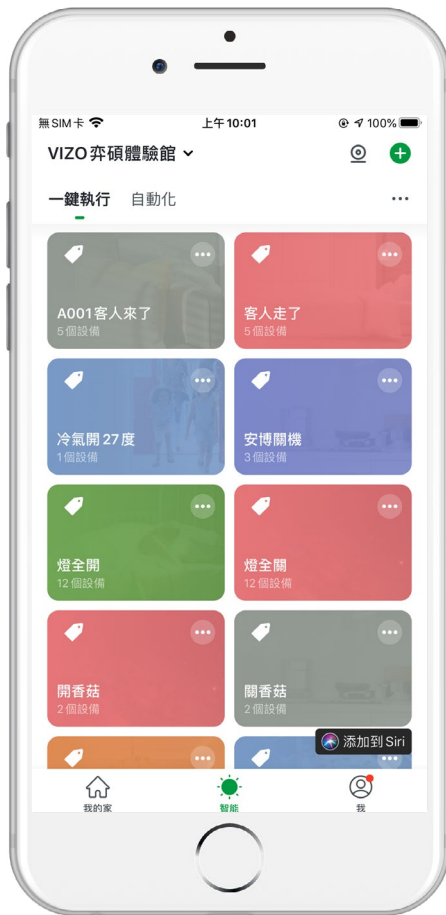 無SIM卡 上午10:01 100%
VIZO弈碩體驗館
一鍵執行 自動化
A001客人來了
5個設備
客人走了
5個設備
冷氣開27度
1個設備
安博關機
3個設備
燈全開
12個設備
燈全關
12個設備
開香菇
2個設備
關香菇
2個設備
添加到 Siri
我的家 智能 我